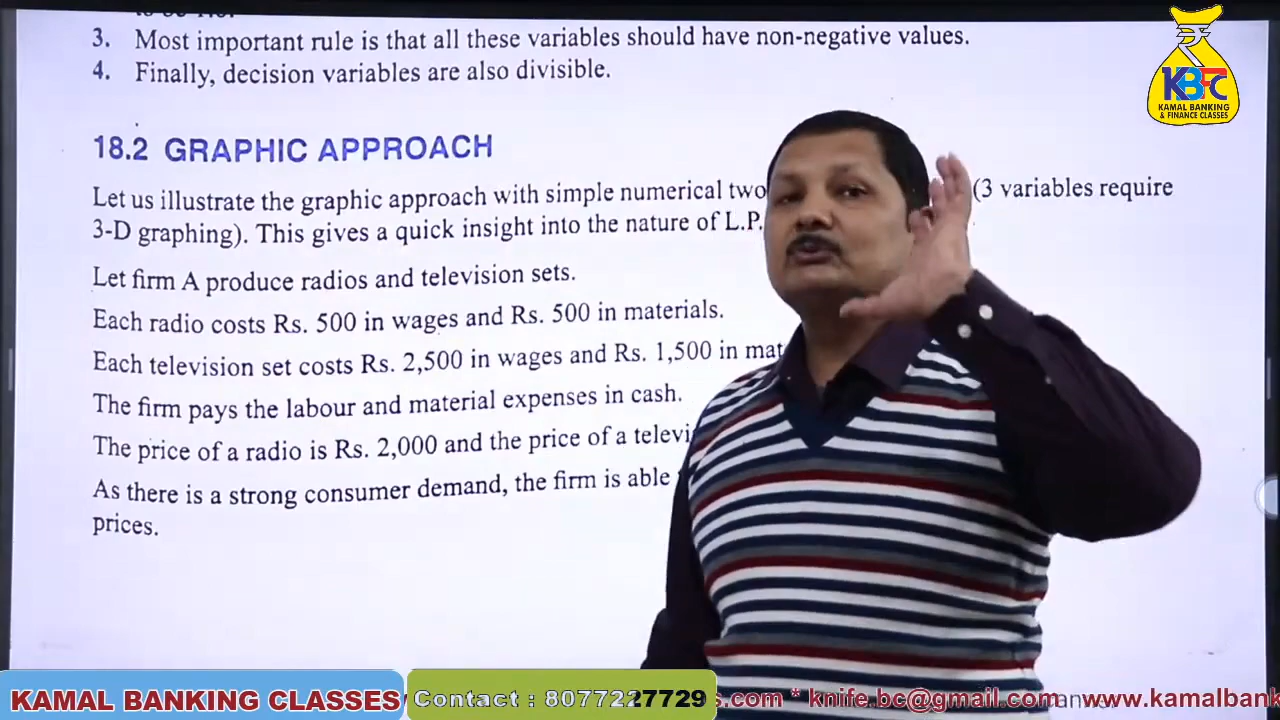 3. Most important rule is that all these variables should have non-negative values.
4. Finally, decision variables are also divisible.
18.2 GRAPHIC APPROACH
Let us illustrate the graphic approach with simple numerical two (3 variables require
3-D graphing). This gives a quick insight into the nature of L.P.
Let firm A produce radios and television sets.
Each radio costs Rs. 500 in wages and Rs. 500 in materials.
Each television set costs Rs. 2,500 in wages and Rs. 1,500 in mat
The firm pays the labour and material expenses in cash.
The price of a radio is Rs. 2,000 and the price of a televi
As there is a strong consumer demand, the firm is able
prices.
KBFC
KAMAL BANKING
& FINANCE CLASSES
KAMAL BANKING CLASSES Contact : 8077227729 s.com * knife.bc@gmail.com www.kamalbank